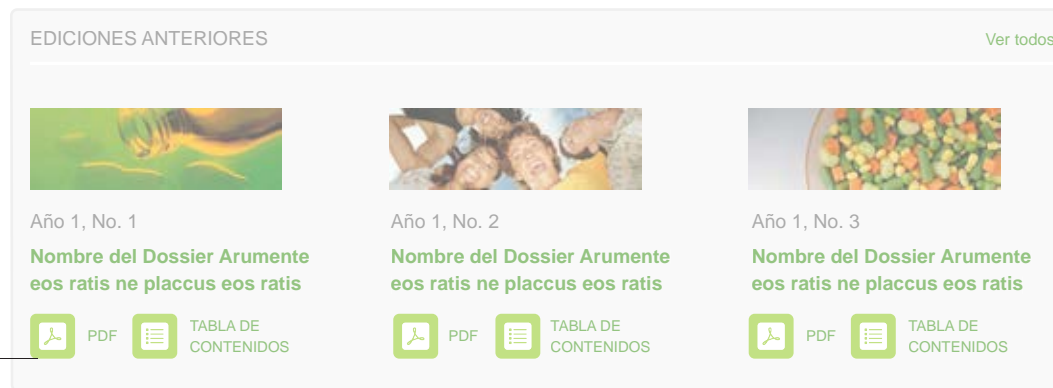 EDICIONES ANTERIORES
Ver todos
Año 1, No. 1
Nombre del Dossier Arumente
eos ratis ne placcus eos ratis
PDF
TABLA DE
CONTENIDOS
Año 1, No. 2
Nombre del Dossier Arumente
eos ratis ne placcus eos ratis
PDF
TABLA DE
CONTENIDOS
Año 1, No. 3
Nombre del Dossier Arumente
eos ratis ne placcus eos ratis
PDF
TABLA DE
CONTENIDOS